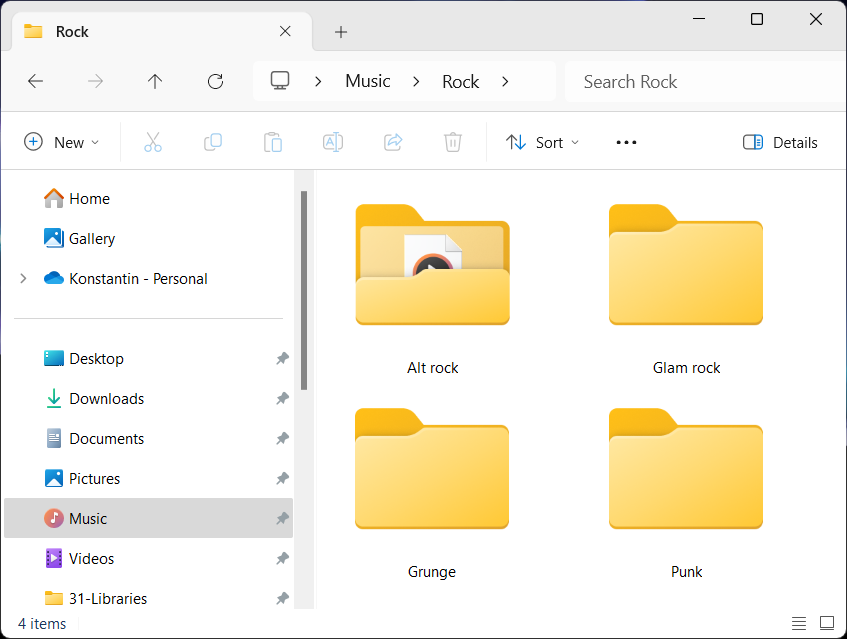 Rock
Music Rock
Search Rock
New
Sort
Details
Home
Gallery
Konstantin - Personal
Desktop
Downloads
Documents
Pictures
Music
Videos
31-Libraries
Alt rock
Glam rock
Grunge
Punk
4 items